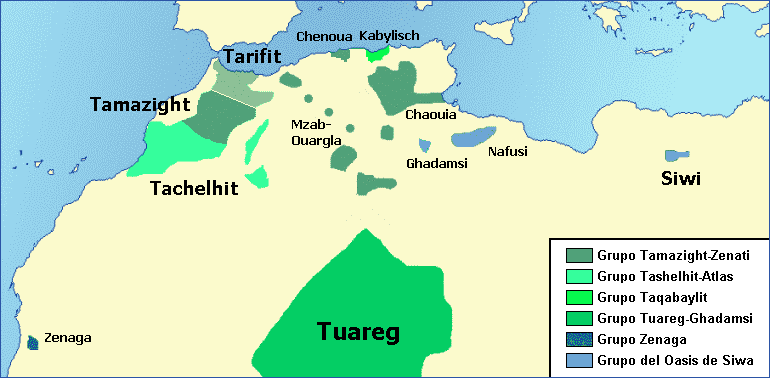 Chenoua Kabylisch
Tarifit
Tamazight
Mzab-
Ouargla
Chaouia
Ghadamsi
Nafusi
Tachelhit
Siwi
Tuareg
Zenaga
Grupo Tamazight-Zenati
Grupo Tashelhit-Atlas
Grupo Taqabaylit
Grupo Tuareg-Ghadamsi
Grupo Zenaga
Grupo del Oasis de Siwa